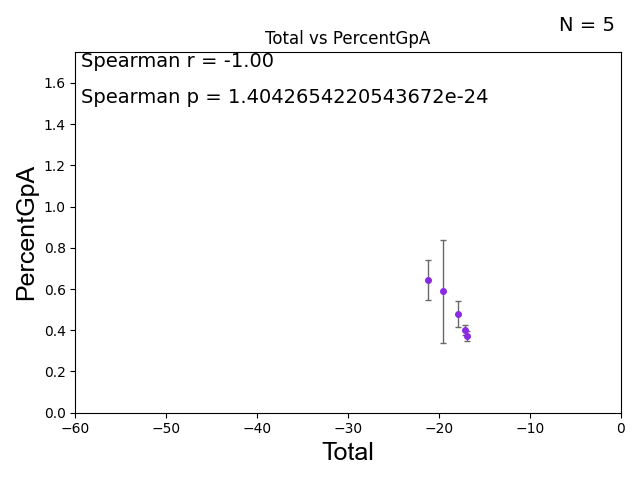 N = 5
Total vs PercentGpA
Spearman r = -1.00
Spearman p = 1.4042654220543672e-24
PercentGpA
1.6
1.4
1.2
1.0
0.8
0.6
0.4
0.2
0.0
−60 −50 −40 −30 −20 −10 0
Total